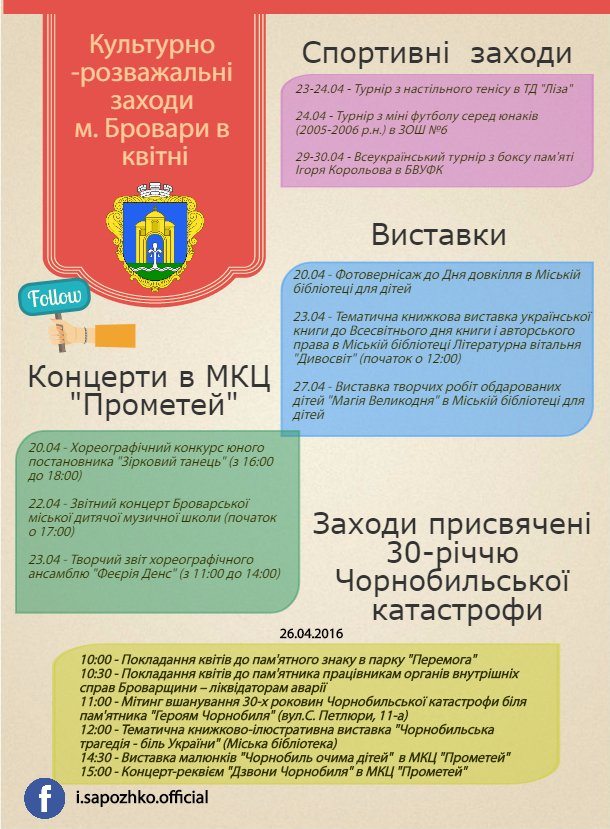 Культурно
-розважальні
заходи
м. Бровари в
квітні
Follow
Спортивні заходи
23-24.04 - Турнір з настільного тенісу в ТД "Ліза"
24.04 - Турнір з міні футболу серед юнаків
(2005-2006 р.н.) в ЗОШ №6
29-30.04 - Всеукраїнський турнір з боксу пам'яті
Ігоря Корольова в БВУФК
Виставки
20.04 - Фотовернісаж до Дня довкілля в Міській
бібліотеці для дітей
23.04 - Тематична книжкова виставка української
книги до Всесвітнього дня книги і авторського
права в Міській бібліотеці Літературна вітальня
"Дивосвіт" (початок о 12:00)
27.04 - Виставка творчих робіт обдарованих
дітей "Магія Великодня" в Міській бібліотеці для
дітей
Концерти в МКЦ
"Прометей"
20.04 - Хореографічний конкурс юного
постановника "Зірковий танець" (з 16:00
до 18:00)
22.04 - Звітний концерт Броварської
міської дитячої музичної школи (початок
о 17:00)
23.04 - Творчий звіт хореографічного
ансамблю "Феєрія Денс" (з 11:00 до 14:00)
Заходи присвячені
30-річчю
Чорнобильської
катастрофи
26.04.2016
10:00 - Покладання квітів до пам'ятного знаку в парку "Перемога"
10:30 - Покладання квітів до пам'ятника працівникам органів внутрішніх
справ Броварщини – ліквідаторам аварії
11:00 - Мітинг вшанування 30-х роковин Чорнобильської катастрофи біля
пам'ятника "Героям Чорнобиля" (вул.С. Петлюри, 11-а)
12:00 - Тематична книжково-ілюстративна виставка "Чорнобильська
трагедія - біль України" (Міська бібліотека)
14:30 - Виставка малюнків "Чорнобиль очима дітей" в МКЦ "Прометей"
15:00 - Концерт-реквієм "Дзвони Чорнобиля" в МКЦ "Прометей"
f i.sapozhko.official